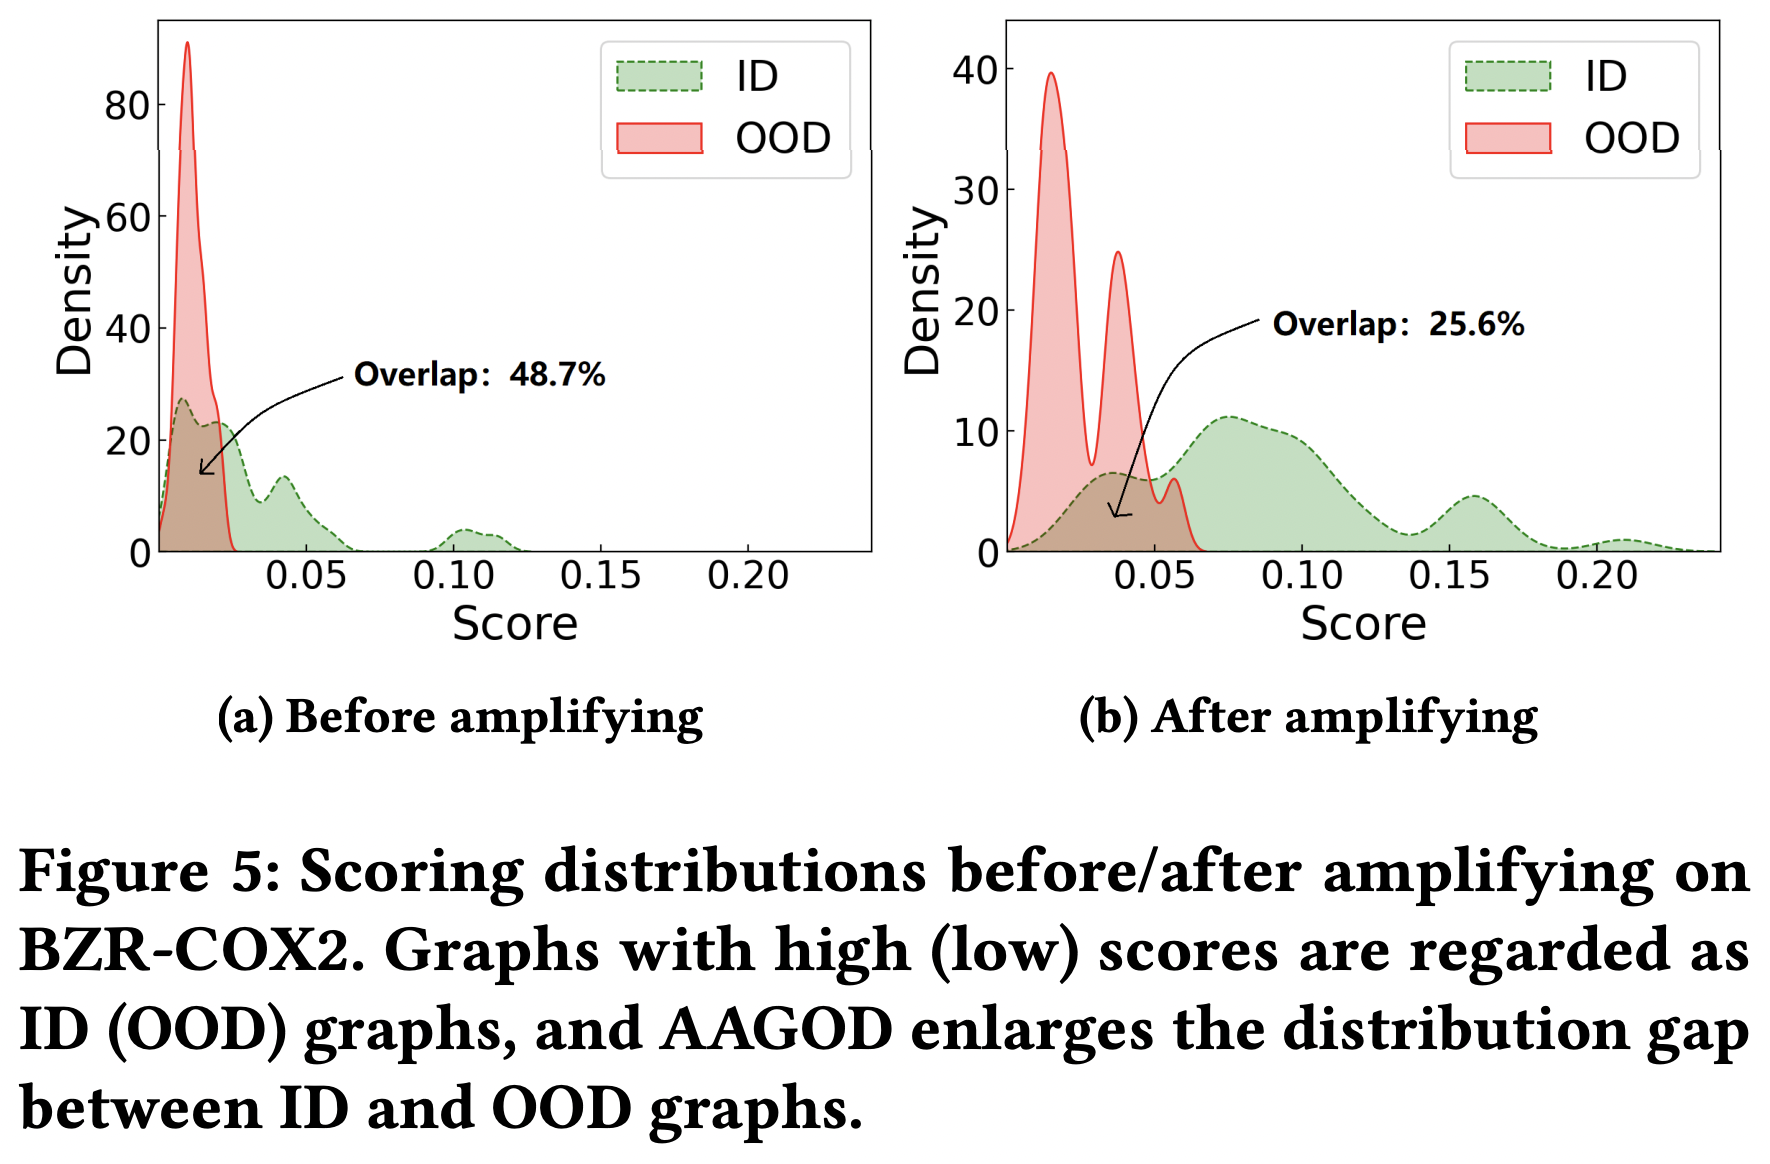 80
60
40
20
0
Density
0.05 0.10 0.15 0.20
Score
ID
OOD
Overlap: 48.7%
(a) Before amplifying
40
30
20
10
0
Density
0.05 0.10 0.15 0.20
Score
ID
OOD
Overlap: 25.6%
(b) After amplifying
Figure 5: Scoring distributions before/after amplifying on
BZR-COX2. Graphs with high (low) scores are regarded as
ID (OOD) graphs, and AAGOD enlarges the distribution gap
between ID and OOD graphs.